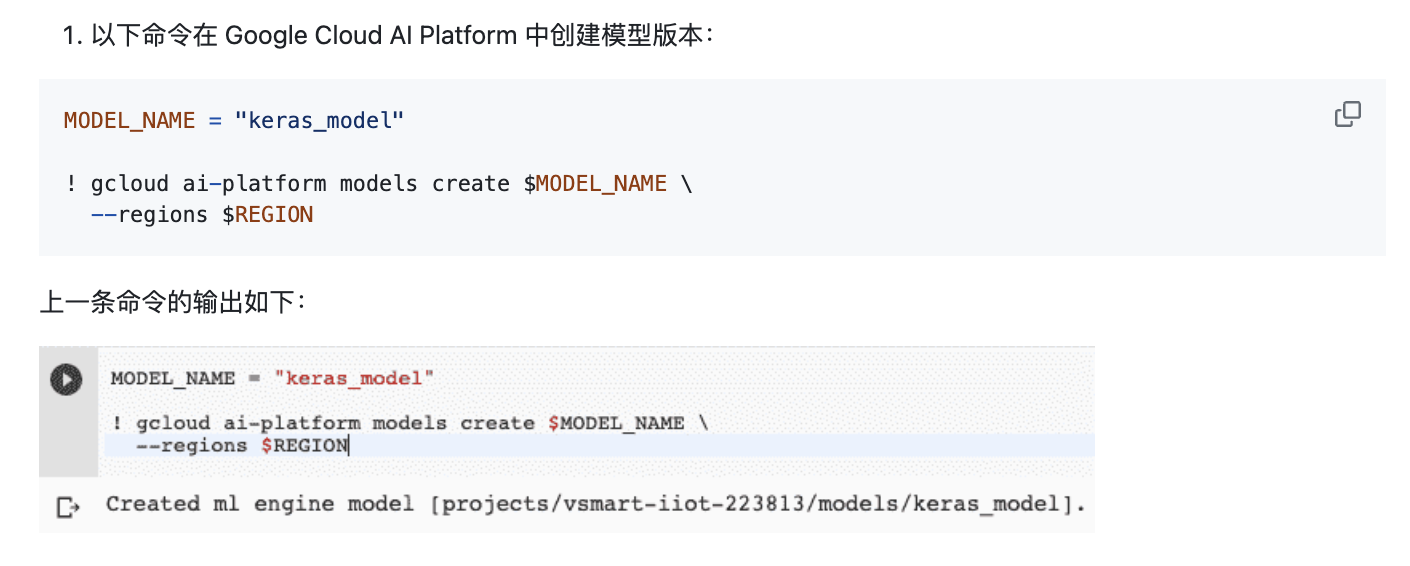 1. 以下命令在 Google Cloud AI Platform 中创建模型版本：
MODEL_NAME = "keras_model"
! gcloud ai-platform models create $MODEL_NAME \
--regions $REGION
上一条命令的输出如下：
MODEL_NAME = "keras_model"
! gcloud ai-platform models create $MODEL_NAME \
--regions $REGION
Created ml engine model [projects/vsmart-iiot-223813/models/keras_model].